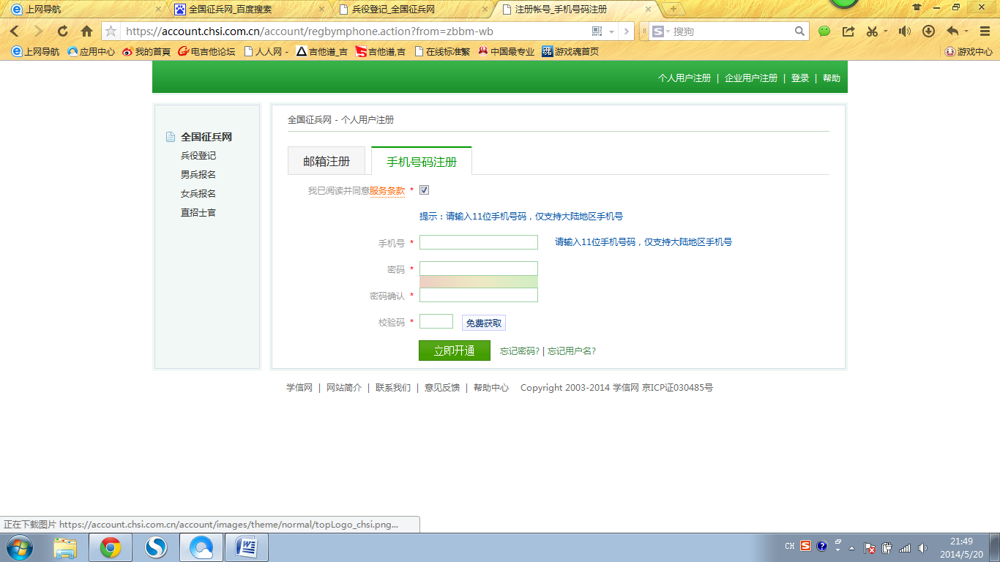 上网导航 全国征兵网_百度搜索 兵役登记_全国征兵网 注册帐号_手机号码注册
https://account.chsi.com.cn/account/regbymphone.action?from=zbbm-wb 搜狗
上网导航 应用中心 我的首頁 电吉他论坛 人人网 - 吉他谱_吉 吉他谱,吉 在线标准繁 中国最专业 游戏魂首页 游戏中心
个人用户注册 | 企业用户注册 | 登录 | 帮助
全国征兵网
兵役登记
男兵报名
女兵报名
直招士官
全国征兵网 - 个人用户注册
邮箱注册 手机号码注册
我已阅读并同意服务条款 *
提示：请输入11位手机号码，仅支持大陆地区手机号
手机号 * 请输入11位手机号码，仅支持大陆地区手机号
密码 *
密码确认 *
校验码 * 免费获取
立即开通 忘记密码? | 忘记用户名?
学信网 | 网站简介 | 联系我们 | 意见反馈 | 帮助中心 Copyright 2003-2014 学信网 京ICP证030485号
正在下载图片 https://account.chsi.com.cn/account/images/theme/normal/topLogo_chsi.png...
CH 21:49
2014/5/20